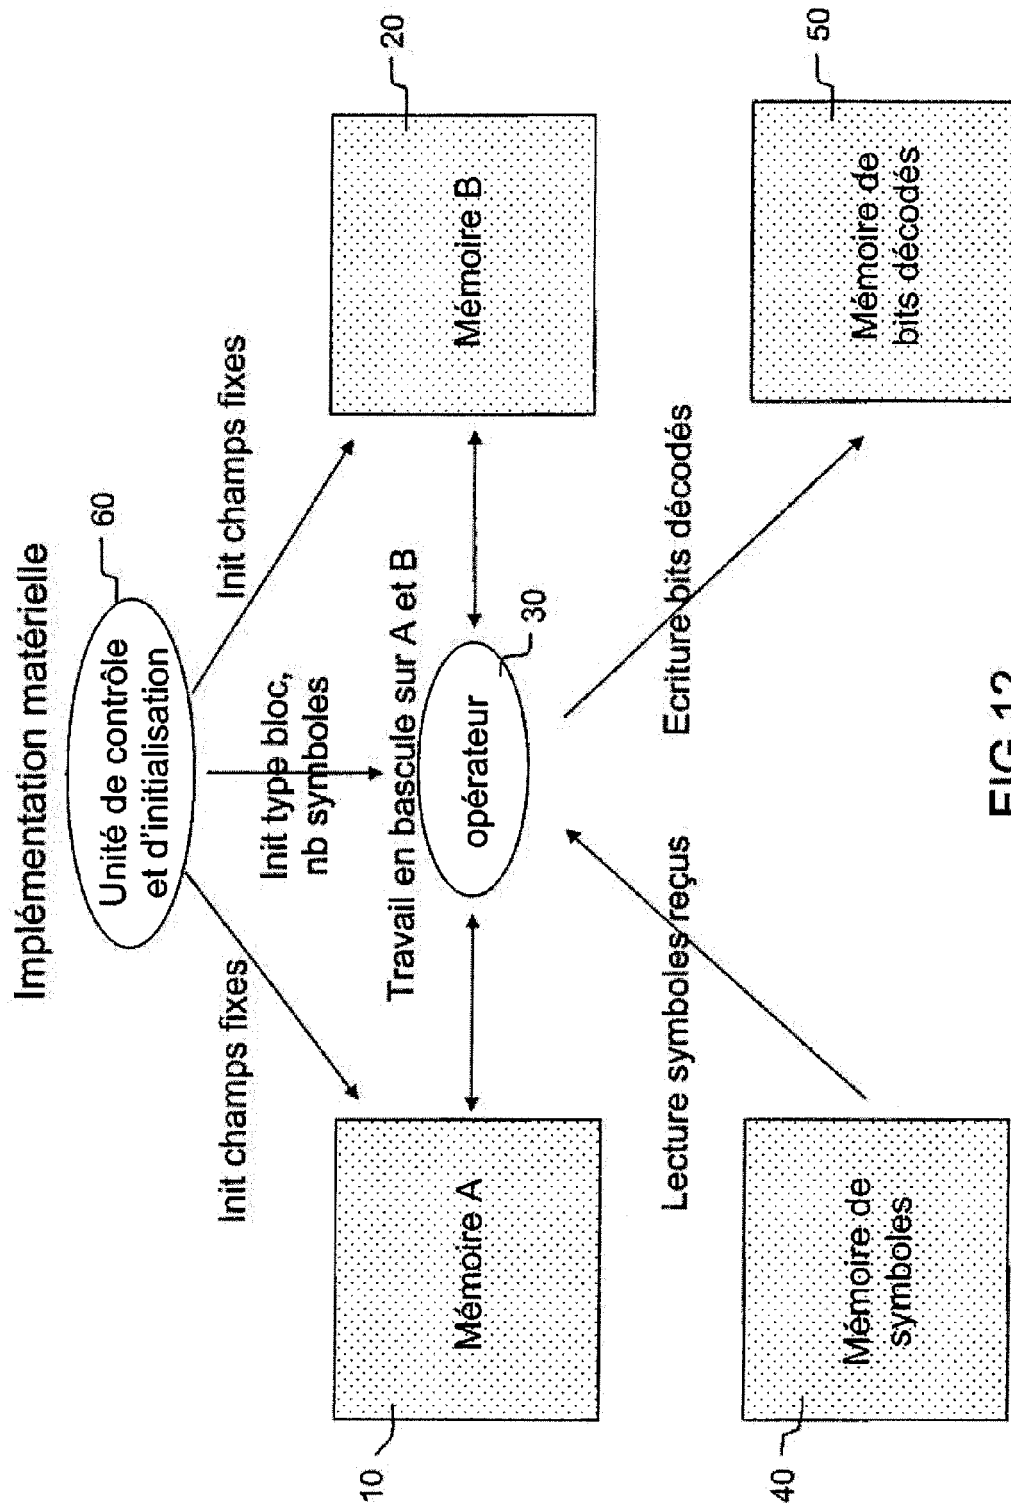 Implémentation matérielle
Unité de contrôle
et d'initialisation
60
Init champs fixes
Init type bloc,
nb symboles
Init champs fixes
10
Mémoire A
Travail en bascule sur A et B
opérateur
30
Mémoire B
20
Lecture symboles reçus
Ecriture bits décodés
40
Mémoire de
symboles
Mémoire de
bits décodés
50
FIG.12